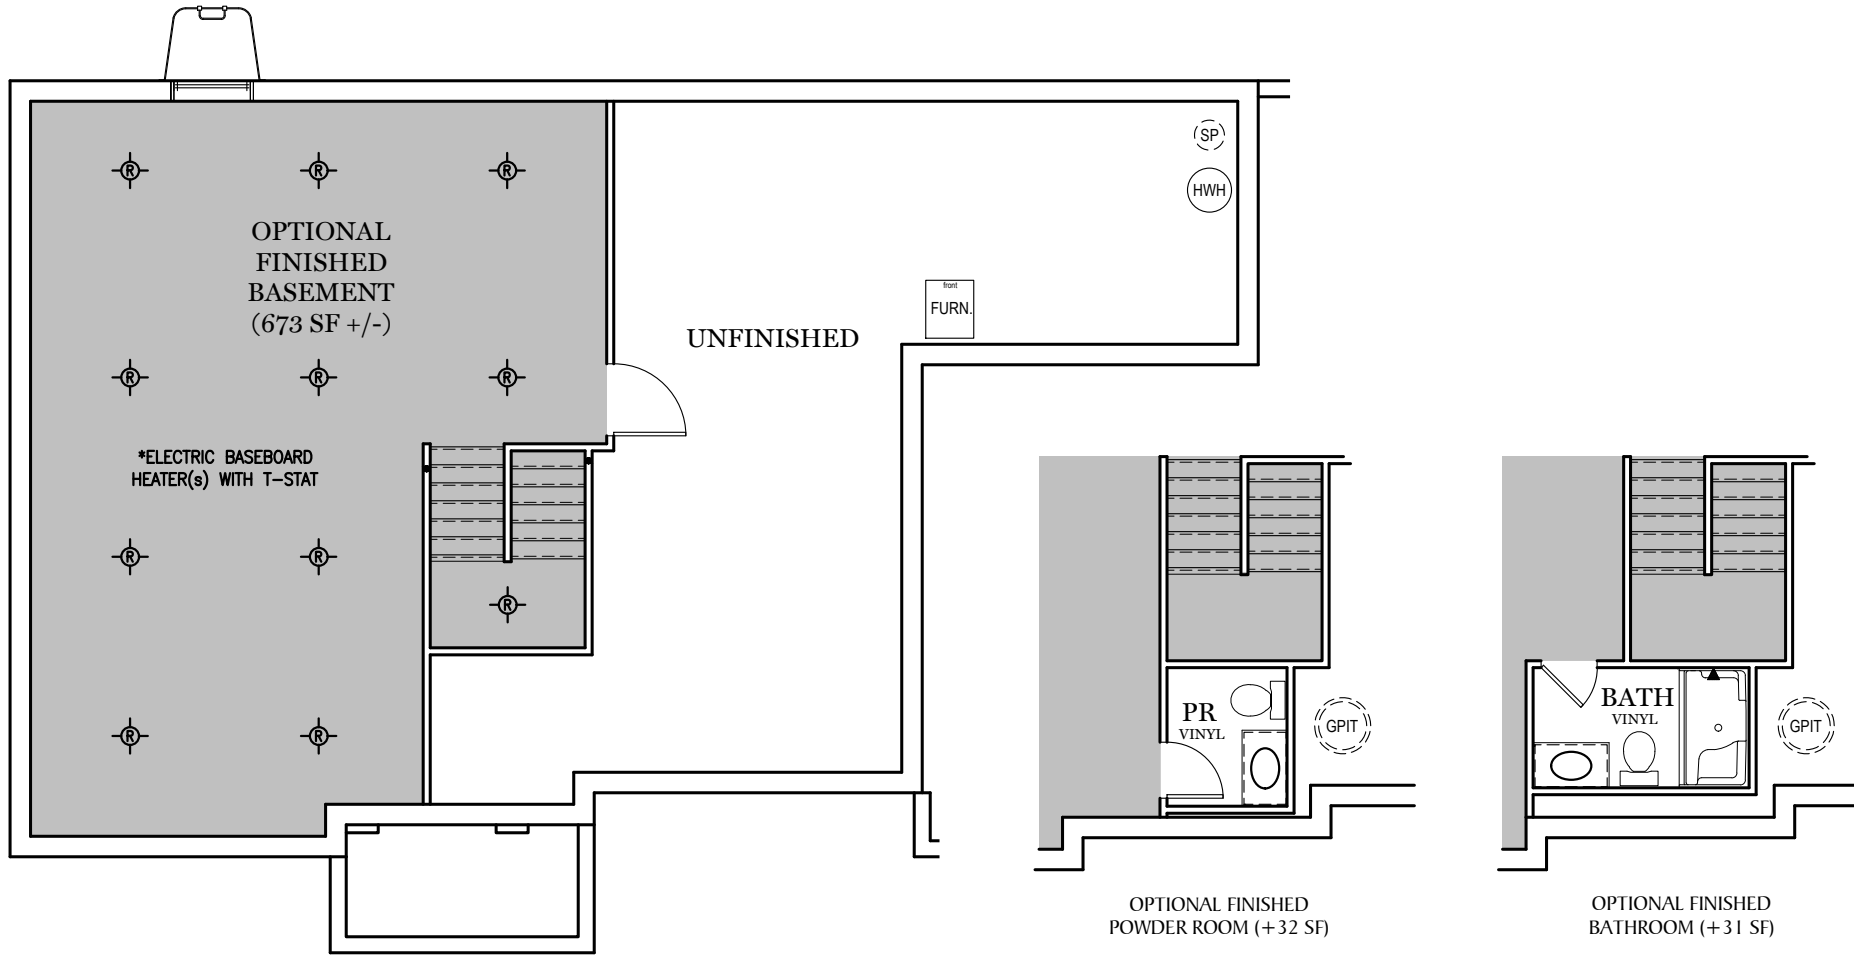 SP
HWH
OPTIONAL
FINISHED
BASEMENT
(673 SF +/-)
front
FURN.
UNFINISHED
*ELECTRIC BASEBOARD
HEATER(s) WITH T-STAT
R
R
R
R
R
R
R
R
R
R
R
PR
VINYL
GPIT
BATH
VINYL
GPIT
OPTIONAL FINISHED
POWDER ROOM (+32 SF)
OPTIONAL FINISHED
BATHROOM (+31 SF)